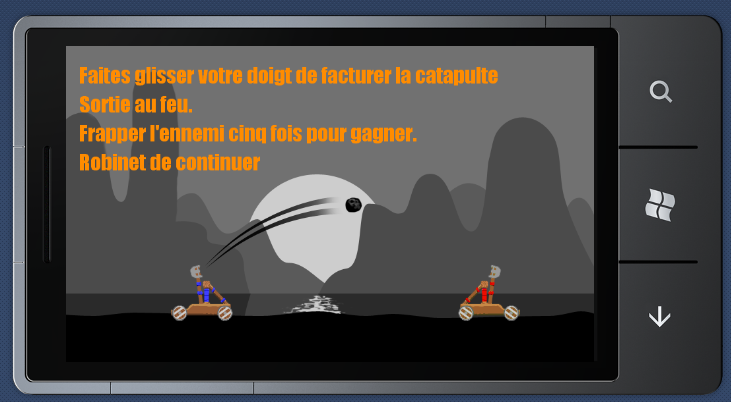 Faites glisser votre doigt de facturer la catapulte
Sortie au feu.
Frapper l'ennemi cinq fois pour gagner.
Robinet de continuer